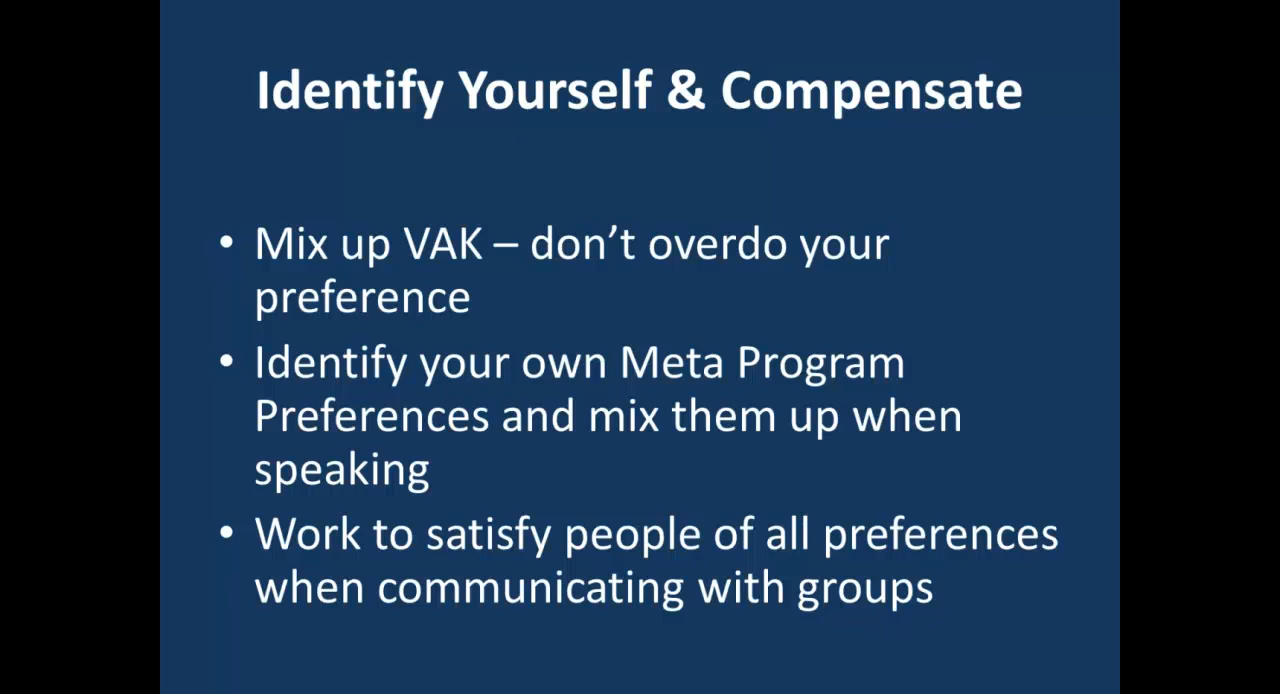 Identify Yourself & Compensate
• Mix up VAK – don’t overdo your
preference
• Identify your own Meta Program
Preferences and mix them up when
speaking
• Work to satisfy people of all preferences
when communicating with groups